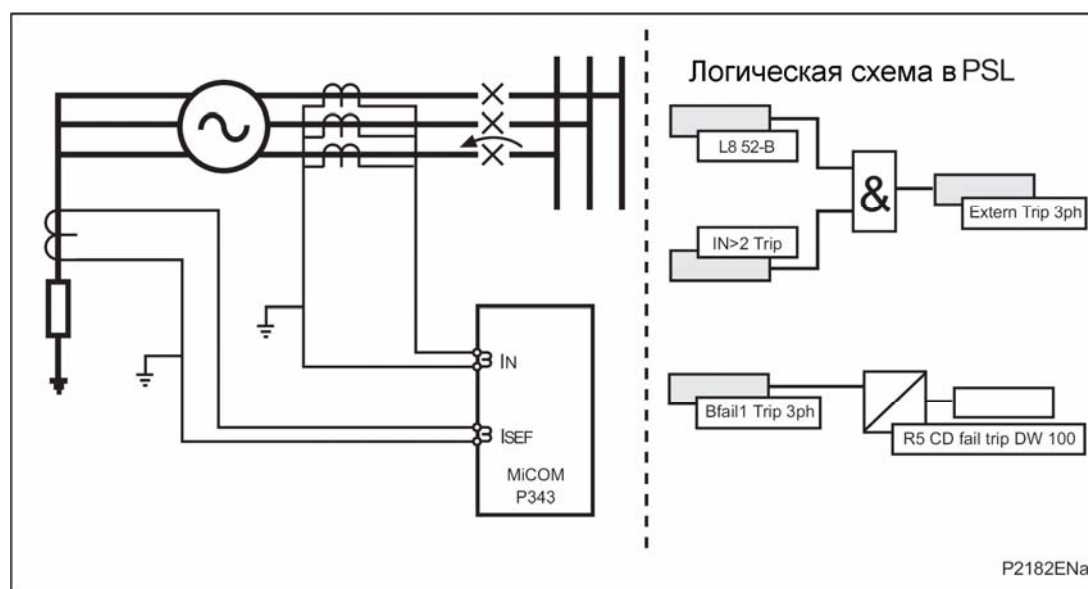 Логическая схема в PSL
L8 52-B
&
Extern Trip 3ph
IN>2 Trip
IN
ISEF
MiCOM
P343
Bfail1 Trip 3ph
R5 CD fail trip DW 100
P2182ENa